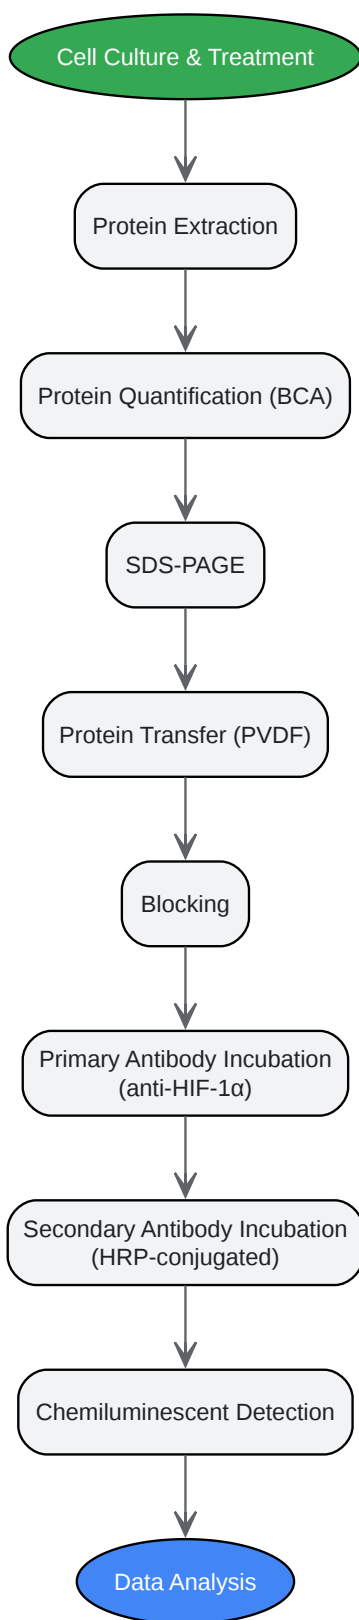 Cell Culture & Treatment
Protein Extraction
Protein Quantification (BCA)
SDS-PAGE
Protein Transfer (PVDF)
Blocking
Primary Antibody Incubation
(anti-HIF-1α)
Secondary Antibody Incubation
(HRP-conjugated)
Chemiluminescent Detection
Data Analysis